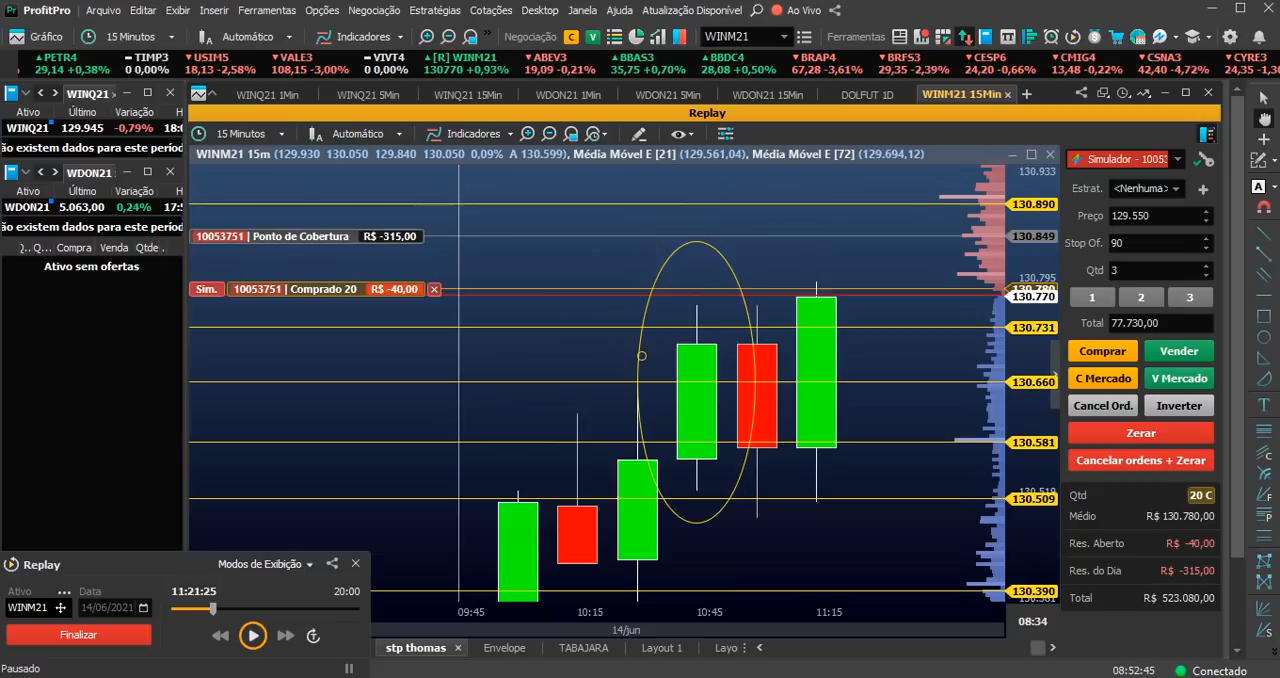 ProfitPro Arquivo Editar Exibir Inserir Ferramentas Opções Negociação Estratégias Cotações Desktop Janela Ajuda Atualização Disponível Ao Vivo
Gráfico 15 Minutos Automático Indicadores Negociação C V WINM21 Ferramentas
PETR4 TIMP3 USIM5 VALE3 VIVT4 [R] WINM21 ABEV3 BBAS3 BBDC4 BRAP4 BRFS3 CESP6 CMIG4 CSNA3 CYRE3
29,14 +0,38% 0,00 0,00% 18,13 -2,58% 108,15 -3,00% 0,00 0,00% 130770 +0,93% 19,09 -0,21% 35,75 +0,70% 28,08 +0,50% 67,28 -3,61% 29,35 -2,39% 24,20 -0,66% 13,48 -0,22% 42,40 -4,72% 24,35 -1,3
WINQ21 WINQ21 1Min WINQ21 5Min WINQ21 15Min WDON21 1Min WDON21 5Min WDON21 15Min DOLFUT 1D WINM21 15Min
Ativo Último Variação H
WINQ21 129.945 -0,79% 18:0
ão existem dados para este períod
WDON21
Ativo Último Variação H
WDON21 5.063,00 0,24% 17:5
ão existem dados para este períod
Q... Compra Venda Qtde .
Ativo sem ofertas
Replay
15 Minutos Automático Indicadores
WINM21 15m (129.930 130.050 129.840 130.050 0,09% A 130.599), Média Móvel E [21] (129.561,04), Média Móvel E [72] (129.694,12)
130.933
130.890
10053751 | Ponto de Cobertura R$ -315,00
130.849
130.795
Sim. 10053751 | Comprado 20 R$ -40,00
130.780
130.770
130.731
130.660
130.581
130.519
130.509
130.390
09:45 10:15 10:45 11:15
14/jun
08:34
Simulador - 10053
Estrat. <Nenhuma>
Preço 129.550
Stop Of. 90
Qtd 3
1 2 3
Total 77.730,00
Comprar Vender
C Mercado V Mercado
Cancel Ord. Inverter
Zerar
Cancelar ordens + Zerar
Qtd 20 C
Médio R$ 130.780,00
Res. Aberto R$ -40,00
Res. do Dia R$ -315,00
Total R$ 523.080,00
Replay Modos de Exibição
Ativo Data 11:21:25 20:00
WINM21 14/06/2021
Finalizar
Pausado
stp thomas Envelope TABAJARA Layout 1 Layo
08:52:45 Conectado